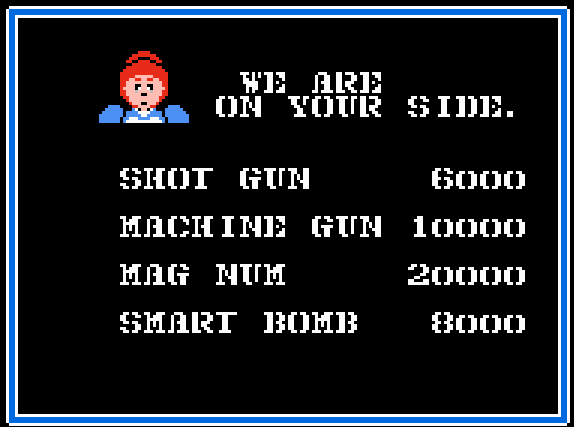 WE ARE
ON YOUR SIDE.
SHOT GUN 6000
MACHINE GUN 10000
MAG NUM 20000
SMART BOMB 8000